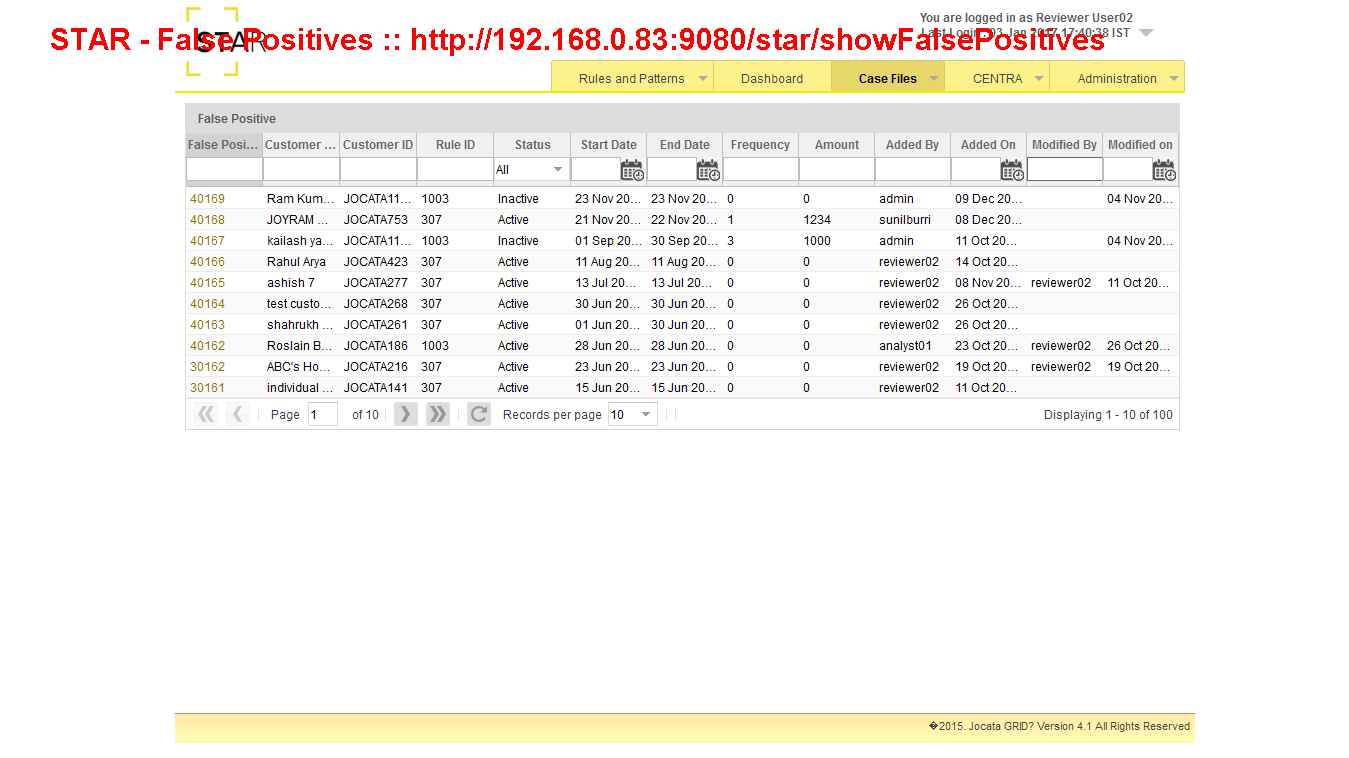 You are logged in as Reviewer User02
STAR
STAR - False Positives :: http://192.168.0.83:9080/star/showFalsePositives
Last Login : 03 Jan 2017 17:40:38 IST
Rules and Patterns Dashboard Case Files CENTRA Administration
False Positive
False Posi... Customer ... Customer ID Rule ID Status Start Date End Date Frequency Amount Added By Added On Modified By Modified on
All
40169 Ram Kum... JOCATA11... 1003 Inactive 23 Nov 20... 23 Nov 20... 0 0 admin 09 Dec 20... 04 Nov 20...
40168 JOYRAM ... JOCATA753 307 Active 21 Nov 20... 22 Nov 20... 1 1234 sunilburri 08 Dec 20...
40167 kailash ya... JOCATA11... 1003 Inactive 01 Sep 20... 30 Sep 20... 3 1000 admin 11 Oct 20... 04 Nov 20...
40166 Rahul Arya JOCATA423 307 Active 11 Aug 20... 11 Aug 20... 0 0 reviewer02 14 Oct 20...
40165 ashish 7 JOCATA277 307 Active 13 Jul 20... 13 Jul 20... 0 0 reviewer02 08 Nov 20... reviewer02 11 Oct 20...
40164 test custo... JOCATA268 307 Active 30 Jun 20... 30 Jun 20... 0 0 reviewer02 26 Oct 20...
40163 shahrukh ... JOCATA261 307 Active 01 Jun 20... 30 Jun 20... 0 0 reviewer02 26 Oct 20...
40162 Roslain B... JOCATA186 1003 Active 28 Jun 20... 28 Jun 20... 0 0 analyst01 23 Oct 20... reviewer02 26 Oct 20...
30162 ABC's Ho... JOCATA216 307 Active 23 Jun 20... 23 Jun 20... 0 0 reviewer02 19 Oct 20... reviewer02 19 Oct 20...
30161 individual ... JOCATA141 307 Active 15 Jun 20... 15 Jun 20... 0 0 reviewer02 11 Oct 20...
Page 1 of 10 Records per page 10 Displaying 1 - 10 of 100
�2015. Jocata GRID? Version 4.1 All Rights Reserved